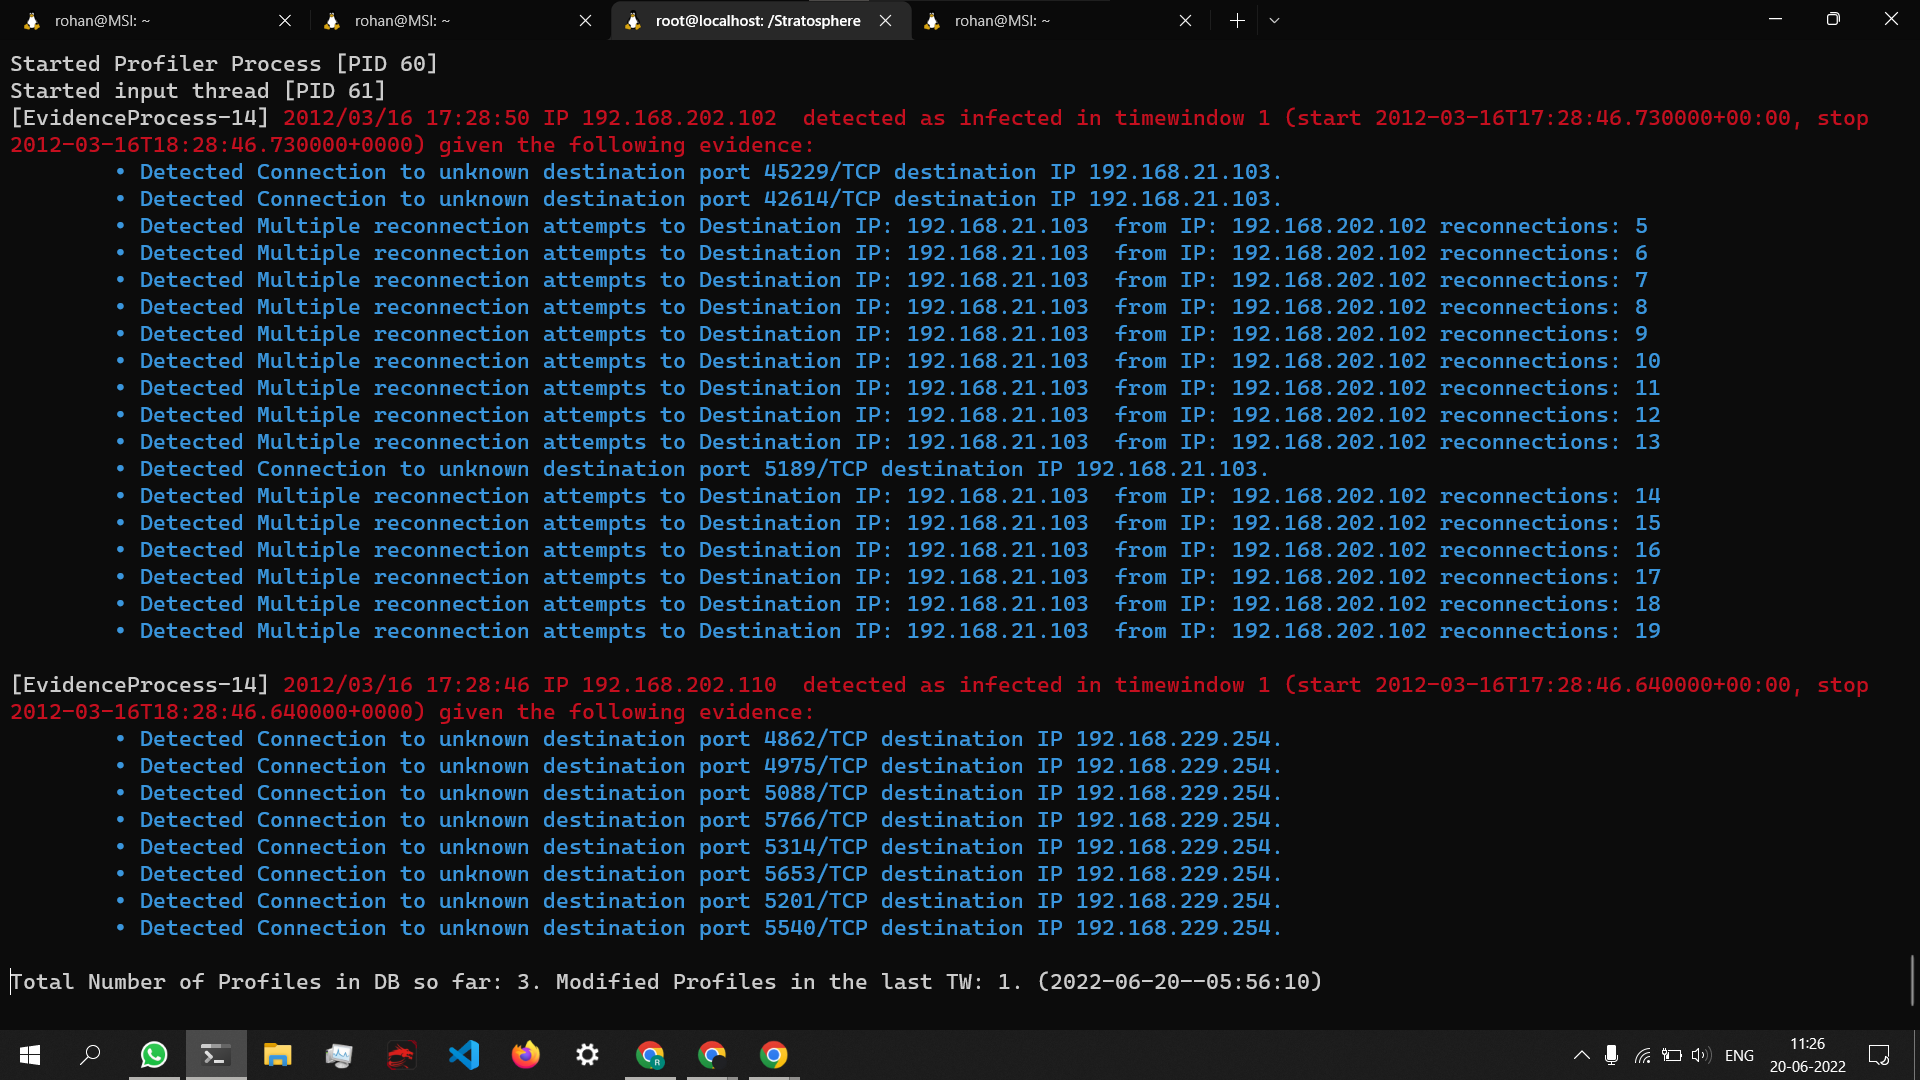 rohan@MSI: ~
rohan@MSI: ~
root@localhost: /Stratosphere
rohan@MSI: ~
Started Profiler Process [PID 60]
Started input thread [PID 61]
[EvidenceProcess-14] 2012/03/16 17:28:50 IP 192.168.202.102  detected as infected in timewindow 1 (start 2012-03-16T17:28:46.730000+00:00, stop
2012-03-16T18:28:46.730000+0000) given the following evidence:
• Detected Connection to unknown destination port 45229/TCP destination IP 192.168.21.103.
• Detected Connection to unknown destination port 42614/TCP destination IP 192.168.21.103.
• Detected Multiple reconnection attempts to Destination IP: 192.168.21.103  from IP: 192.168.202.102 reconnections: 5
• Detected Multiple reconnection attempts to Destination IP: 192.168.21.103  from IP: 192.168.202.102 reconnections: 6
• Detected Multiple reconnection attempts to Destination IP: 192.168.21.103  from IP: 192.168.202.102 reconnections: 7
• Detected Multiple reconnection attempts to Destination IP: 192.168.21.103  from IP: 192.168.202.102 reconnections: 8
• Detected Multiple reconnection attempts to Destination IP: 192.168.21.103  from IP: 192.168.202.102 reconnections: 9
• Detected Multiple reconnection attempts to Destination IP: 192.168.21.103  from IP: 192.168.202.102 reconnections: 10
• Detected Multiple reconnection attempts to Destination IP: 192.168.21.103  from IP: 192.168.202.102 reconnections: 11
• Detected Multiple reconnection attempts to Destination IP: 192.168.21.103  from IP: 192.168.202.102 reconnections: 12
• Detected Multiple reconnection attempts to Destination IP: 192.168.21.103  from IP: 192.168.202.102 reconnections: 13
• Detected Connection to unknown destination port 5189/TCP destination IP 192.168.21.103.
• Detected Multiple reconnection attempts to Destination IP: 192.168.21.103  from IP: 192.168.202.102 reconnections: 14
• Detected Multiple reconnection attempts to Destination IP: 192.168.21.103  from IP: 192.168.202.102 reconnections: 15
• Detected Multiple reconnection attempts to Destination IP: 192.168.21.103  from IP: 192.168.202.102 reconnections: 16
• Detected Multiple reconnection attempts to Destination IP: 192.168.21.103  from IP: 192.168.202.102 reconnections: 17
• Detected Multiple reconnection attempts to Destination IP: 192.168.21.103  from IP: 192.168.202.102 reconnections: 18
• Detected Multiple reconnection attempts to Destination IP: 192.168.21.103  from IP: 192.168.202.102 reconnections: 19
[EvidenceProcess-14] 2012/03/16 17:28:46 IP 192.168.202.110  detected as infected in timewindow 1 (start 2012-03-16T17:28:46.640000+00:00, stop
2012-03-16T18:28:46.640000+0000) given the following evidence:
• Detected Connection to unknown destination port 4862/TCP destination IP 192.168.229.254.
• Detected Connection to unknown destination port 4975/TCP destination IP 192.168.229.254.
• Detected Connection to unknown destination port 5088/TCP destination IP 192.168.229.254.
• Detected Connection to unknown destination port 5766/TCP destination IP 192.168.229.254.
• Detected Connection to unknown destination port 5314/TCP destination IP 192.168.229.254.
• Detected Connection to unknown destination port 5653/TCP destination IP 192.168.229.254.
• Detected Connection to unknown destination port 5201/TCP destination IP 192.168.229.254.
• Detected Connection to unknown destination port 5540/TCP destination IP 192.168.229.254.
Total Number of Profiles in DB so far: 3. Modified Profiles in the last TW: 1. (2022-06-20--05:56:10)
R
ENG
11:26
20-06-2022